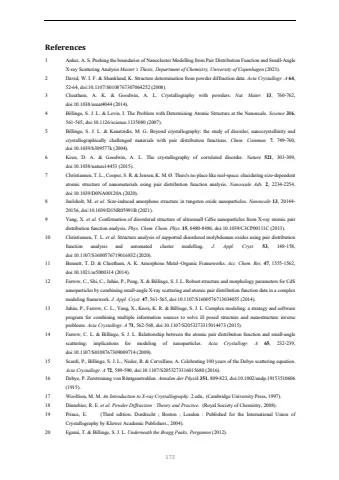 References
1 Anker, A. S. Pushing the boundaries of Nanocluster Modelling from Pair Distribution Function and Small-Angle
X-ray Scattering Analysis Master's Thesis, Department of Chemistry, University of Copenhagen (2021).
2 David, W. I. F. & Shankland, K. Structure determination from powder diffraction data. Acta Crystallogr. A 64,
52-64, doi:10.1107/S0108767307064252 (2008).
3 Cheetham, A. K. & Goodwin, A. L. Crystallography with powders. Nat Mater 13, 760-762,
doi:10.1038/nmat4044 (2014).
4 Billinge, S. J. L. & Levin, I. The Problem with Determining Atomic Structure at the Nanoscale. Science 316,
561-565, doi:10.1126/science.1135080 (2007).
5 Billinge, S. J. L. & Kanatzidis, M. G. Beyond crystallography: the study of disorder, nanocrystallinity and
crystallographically challenged materials with pair distribution functions. Chem Commun 7, 749-760,
doi:10.1039/b309577k (2004).
6 Keen, D. A. & Goodwin, A. L. The crystallography of correlated disorder. Nature 521, 303-309,
doi:10.1038/nature14453 (2015).
7 Christiansen, T. L., Cooper, S. R. & Jensen, K. M. Ø. There's no place like real-space: elucidating size-dependent
atomic structure of nanomaterials using pair distribution function analysis. Nanoscale Adv. 2, 2234-2254,
doi:10.1039/D0NA00120A (2020).
8 Juelsholt, M. et al. Size-induced amorphous structure in tungsten oxide nanoparticles. Nanoscale 13, 20144-
20156, doi:10.1039/D1NR05991B (2021).
9 Yang, X. et al. Confirmation of disordered structure of ultrasmall CdSe nanoparticles from X-ray atomic pair
distribution function analysis. Phys. Chem. Chem. Phys. 15, 8480-8486, doi:10.1039/C3CP00111C (2013).
10 Christiansen, T. L. et al. Structure analysis of supported disordered molybdenum oxides using pair distribution
function analysis and automated cluster modelling. J. Appl. Cryst. 53, 148-158,
doi:10.1107/S1600576719016832 (2020).
11 Bennett, T. D. & Cheetham, A. K. Amorphous Metal–Organic Frameworks. Acc. Chem. Res. 47, 1555-1562,
doi:10.1021/ar5000314 (2014).
12 Farrow, C., Shi, C., Juhás, P., Peng, X. & Billinge, S. J. L. Robust structure and morphology parameters for CdS
nanoparticles by combining small-angle X-ray scattering and atomic pair distribution function data in a complex
modeling framework. J. Appl. Cryst. 47, 561-565, doi:10.1107/S1600576713034055 (2014).
13 Juhás, P., Farrow, C. L., Yang, X., Knox, K. R. & Billinge, S. J. L. Complex modeling: a strategy and software
program for combining multiple information sources to solve ill posed structure and nanostructure inverse
problems. Acta Crystallogr. A 71, 562-568, doi:10.1107/S2053273315014473 (2015).
14 Farrow, C. L. & Billinge, S. J. L. Relationship between the atomic pair distribution function and small-angle
scattering: implications for modeling of nanoparticles. Acta Crystallogr. A 65, 232-239,
doi:10.1107/S0108767309009714 (2009).
15 Scardi, P., Billinge, S. J. L., Neder, R. & Cervellino, A. Celebrating 100 years of the Debye scattering equation.
Acta Crystallogr. A 72, 589-590, doi:10.1107/S2053273316015680 (2016).
16 Debye, P. Zerstreuung von Röntgenstrahlen. Annalen der Physik 351, 809-823, doi:10.1002/andp.19153510606
(1915).
17 Woolfson, M. M. An Introduction to X-ray Crystallography. 2 edn, (Cambridge University Press, 1997).
18 Dinnebier, R. E. et al. Powder Diffraction : Theory and Practice. (Royal Society of Chemistry, 2008).
19 Prince, E. (Third edition. Dordrecht ; Boston ; London : Published for the International Union of
Crystallography by Kluwer Academic Publishers., 2004).
20 Egami, T. & Billinge, S. J. L. Underneath the Bragg Peaks. Pergamon (2012).
172